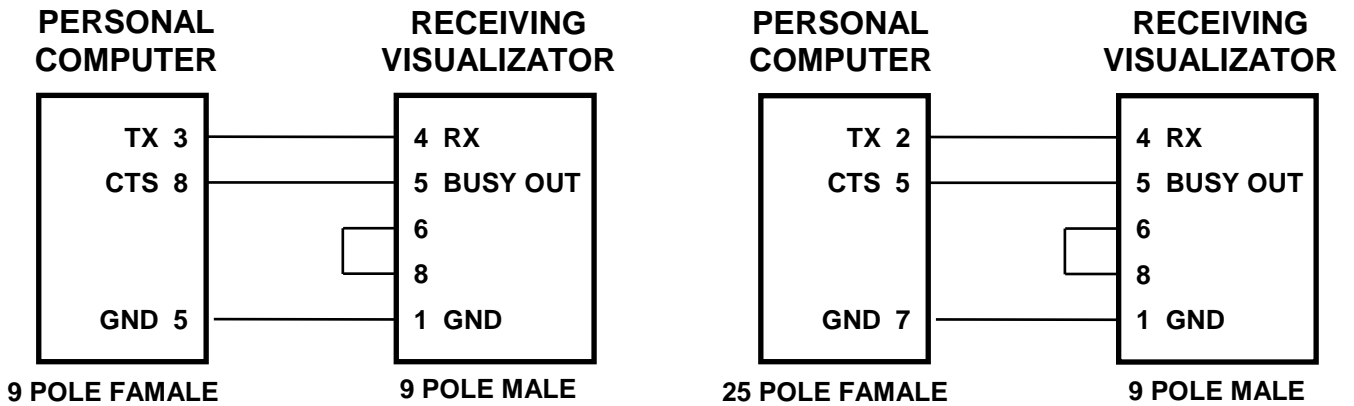 PERSONAL
COMPUTER
RECEIVING
VISUALIZATOR
TX 3
4 RX
CTS 8
5 BUSY OUT
6
8
GND 5
1 GND
9 POLE FAMALE
9 POLE MALE
PERSONAL
COMPUTER
RECEIVING
VISUALIZATOR
TX 2
4 RX
CTS 5
5 BUSY OUT
6
8
GND 7
1 GND
25 POLE FAMALE
9 POLE MALE